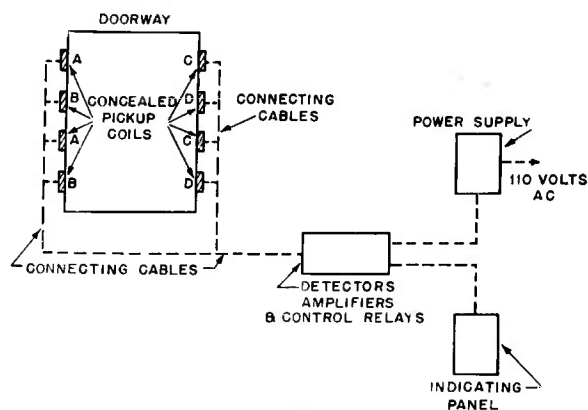 DOORWAY
A
C
B
D
A
C
B
D
CONCEALED
PICKUP
COILS
CONNECTING
CABLES
POWER SUPPLY
110 VOLTS
AC
CONNECTING CABLES
DETECTORS
AMPLIFIERS
& CONTROL RELAYS
INDICATING
PANEL